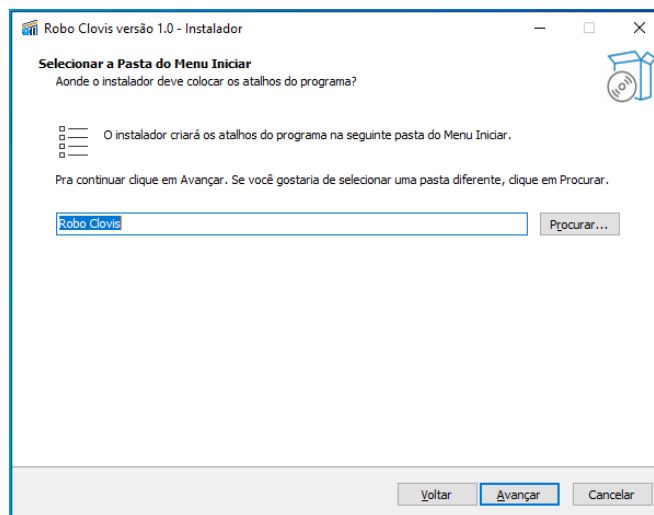 Robo Clovis versão 1.0 - Instalador
Selecionar a Pasta do Menu Iniciar
Aonde o instalador deve colocar os atalhos do programa?
O instalador criará os atalhos do programa na seguinte pasta do Menu Iniciar.
Pra continuar clique em Avançar. Se você gostaria de selecionar uma pasta diferente, clique em Procurar.
Robo Clovis
Procurar...
Voltar
Avançar
Cancelar